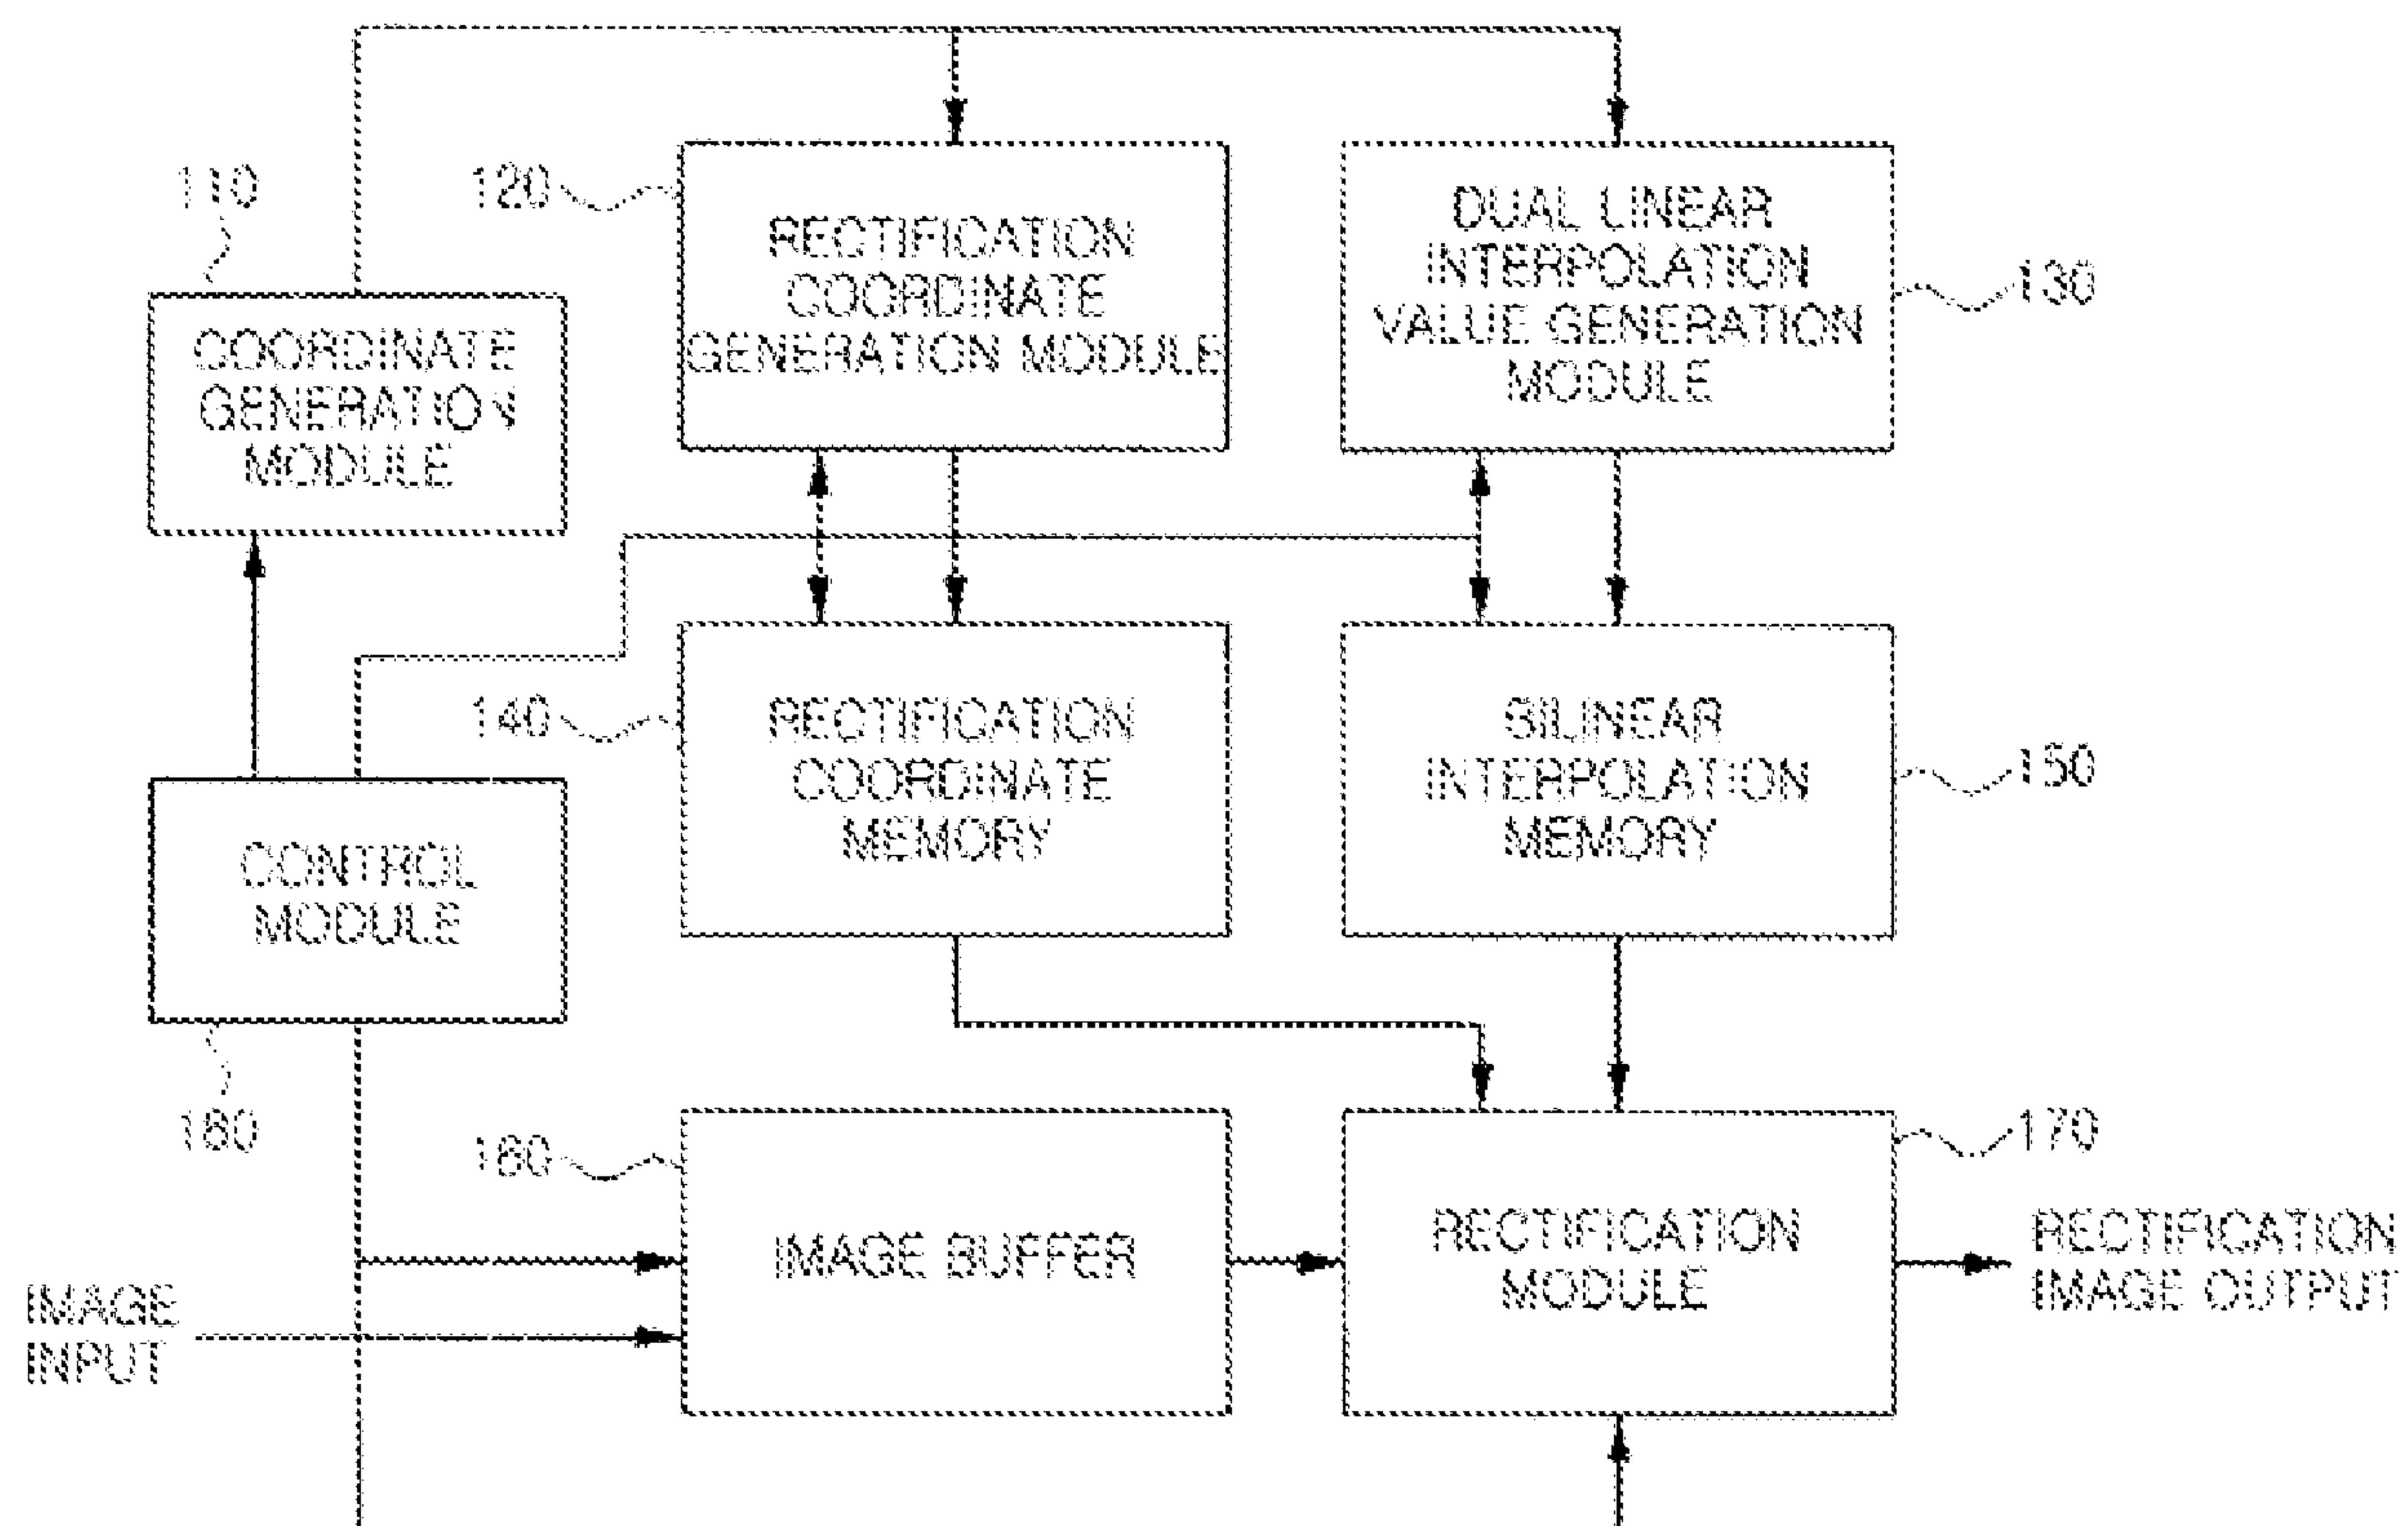 110
120
RECTIFICATION
COORDINATE
GENERATION MODULE
DUAL LINEAR
INTERPOLATION
VALUE GENERATION
MODULE
130
COORDINATE
GENERATION
MODULE
140
RECTIFICATION
COORDINATE
MEMORY
BILINEAR
INTERPOLATION
MEMORY
150
CONTROL
MODULE
180
160
IMAGE BUFFER
RECTIFICATION
MODULE
170
RECTIFICATION
IMAGE OUTPUT
IMAGE
INPUT